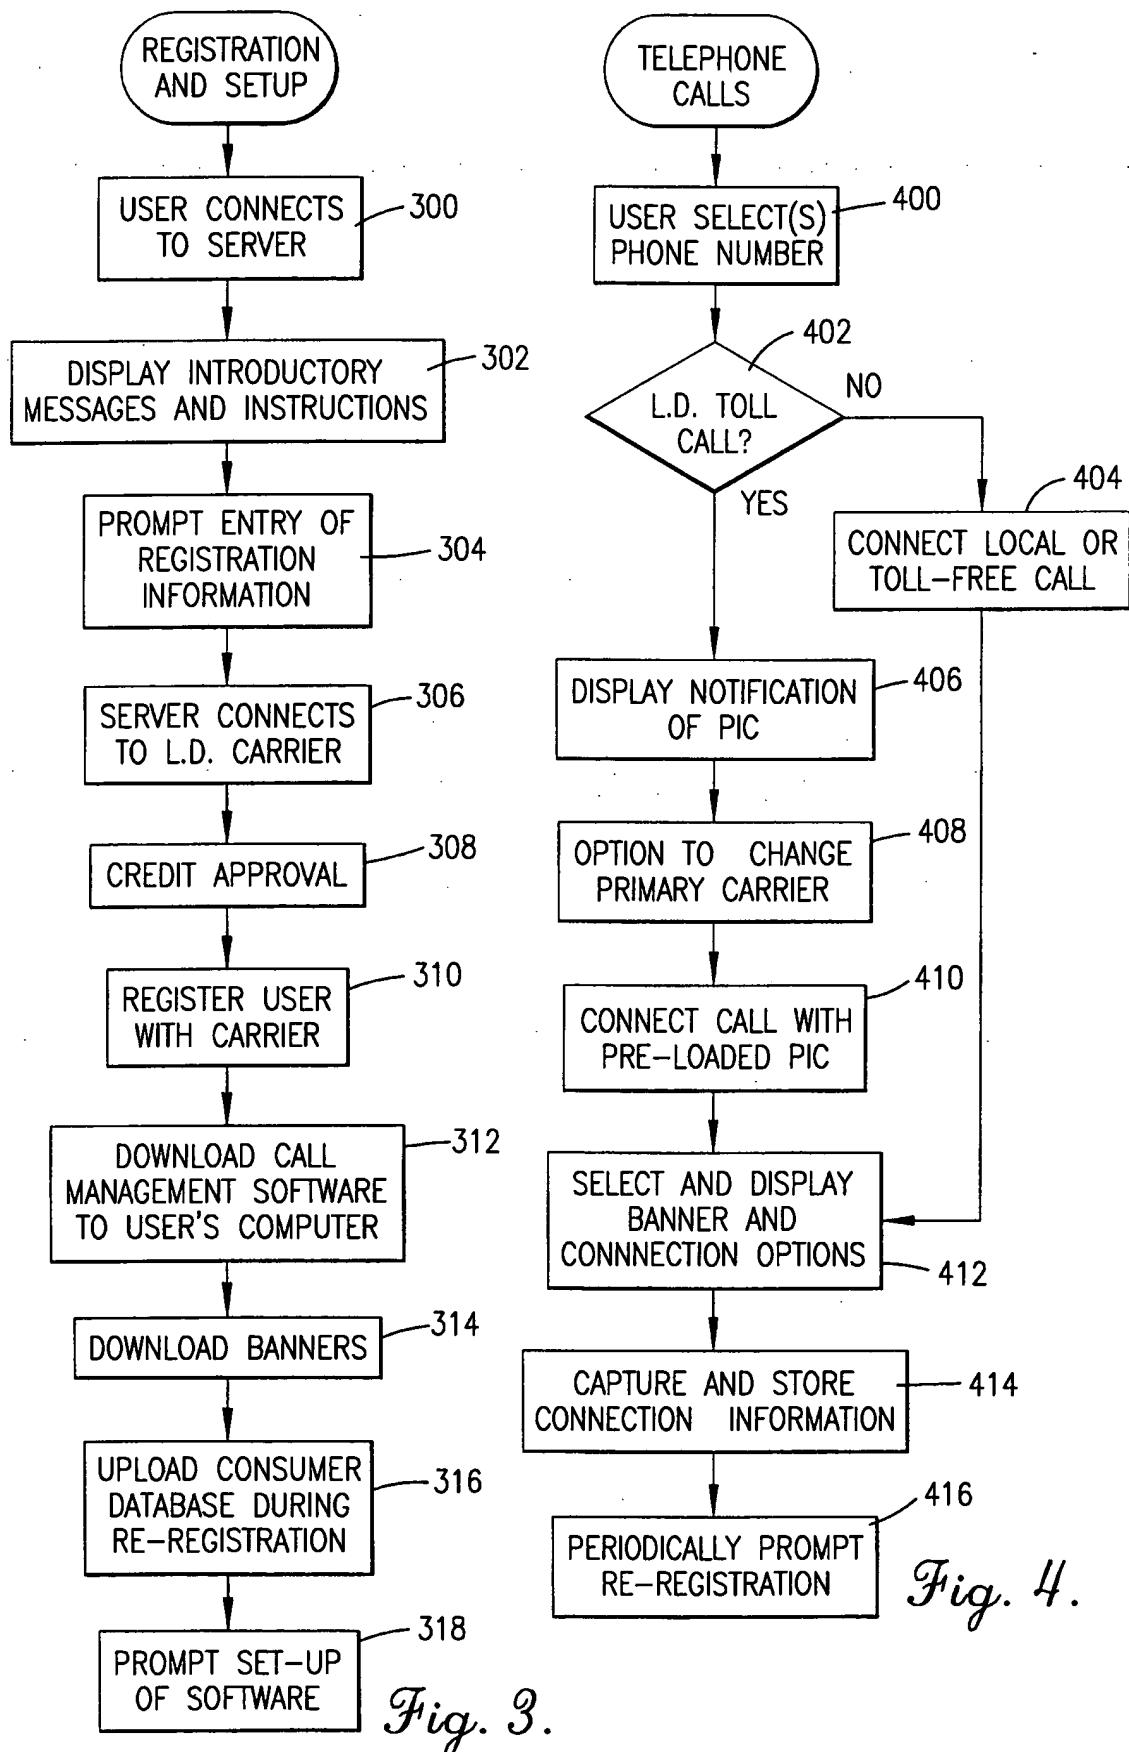 REGISTRATION
AND SETUP
USER CONNECTS
TO SERVER
300
DISPLAY INTRODUCTORY
MESSAGES AND INSTRUCTIONS
302
PROMPT ENTRY OF
REGISTRATION
INFORMATION
304
SERVER CONNECTS
TO L.D. CARRIER
306
CREDIT APPROVAL
308
REGISTER USER
WITH CARRIER
310
DOWNLOAD CALL
MANAGEMENT SOFTWARE
TO USER'S COMPUTER
312
DOWNLOAD BANNERS
314
UPLOAD CONSUMER
DATABASE DURING
RE-REGISTRATION
316
PROMPT SET-UP
OF SOFTWARE
318
Fig. 3.
TELEPHONE
CALLS
USER SELECT(S)
PHONE NUMBER
400
L.D. TOLL
CALL?
402
NO
YES
CONNECT LOCAL OR
TOLL-FREE CALL
404
DISPLAY NOTIFICATION
OF PIC
406
OPTION TO CHANGE
PRIMARY CARRIER
408
CONNECT CALL WITH
PRE-LOADED PIC
410
SELECT AND DISPLAY
BANNER AND
CONNNECTION OPTIONS
412
CAPTURE AND STORE
CONNECTION INFORMATION
414
PERIODICALLY PROMPT
RE-REGISTRATION
416
Fig. 4.